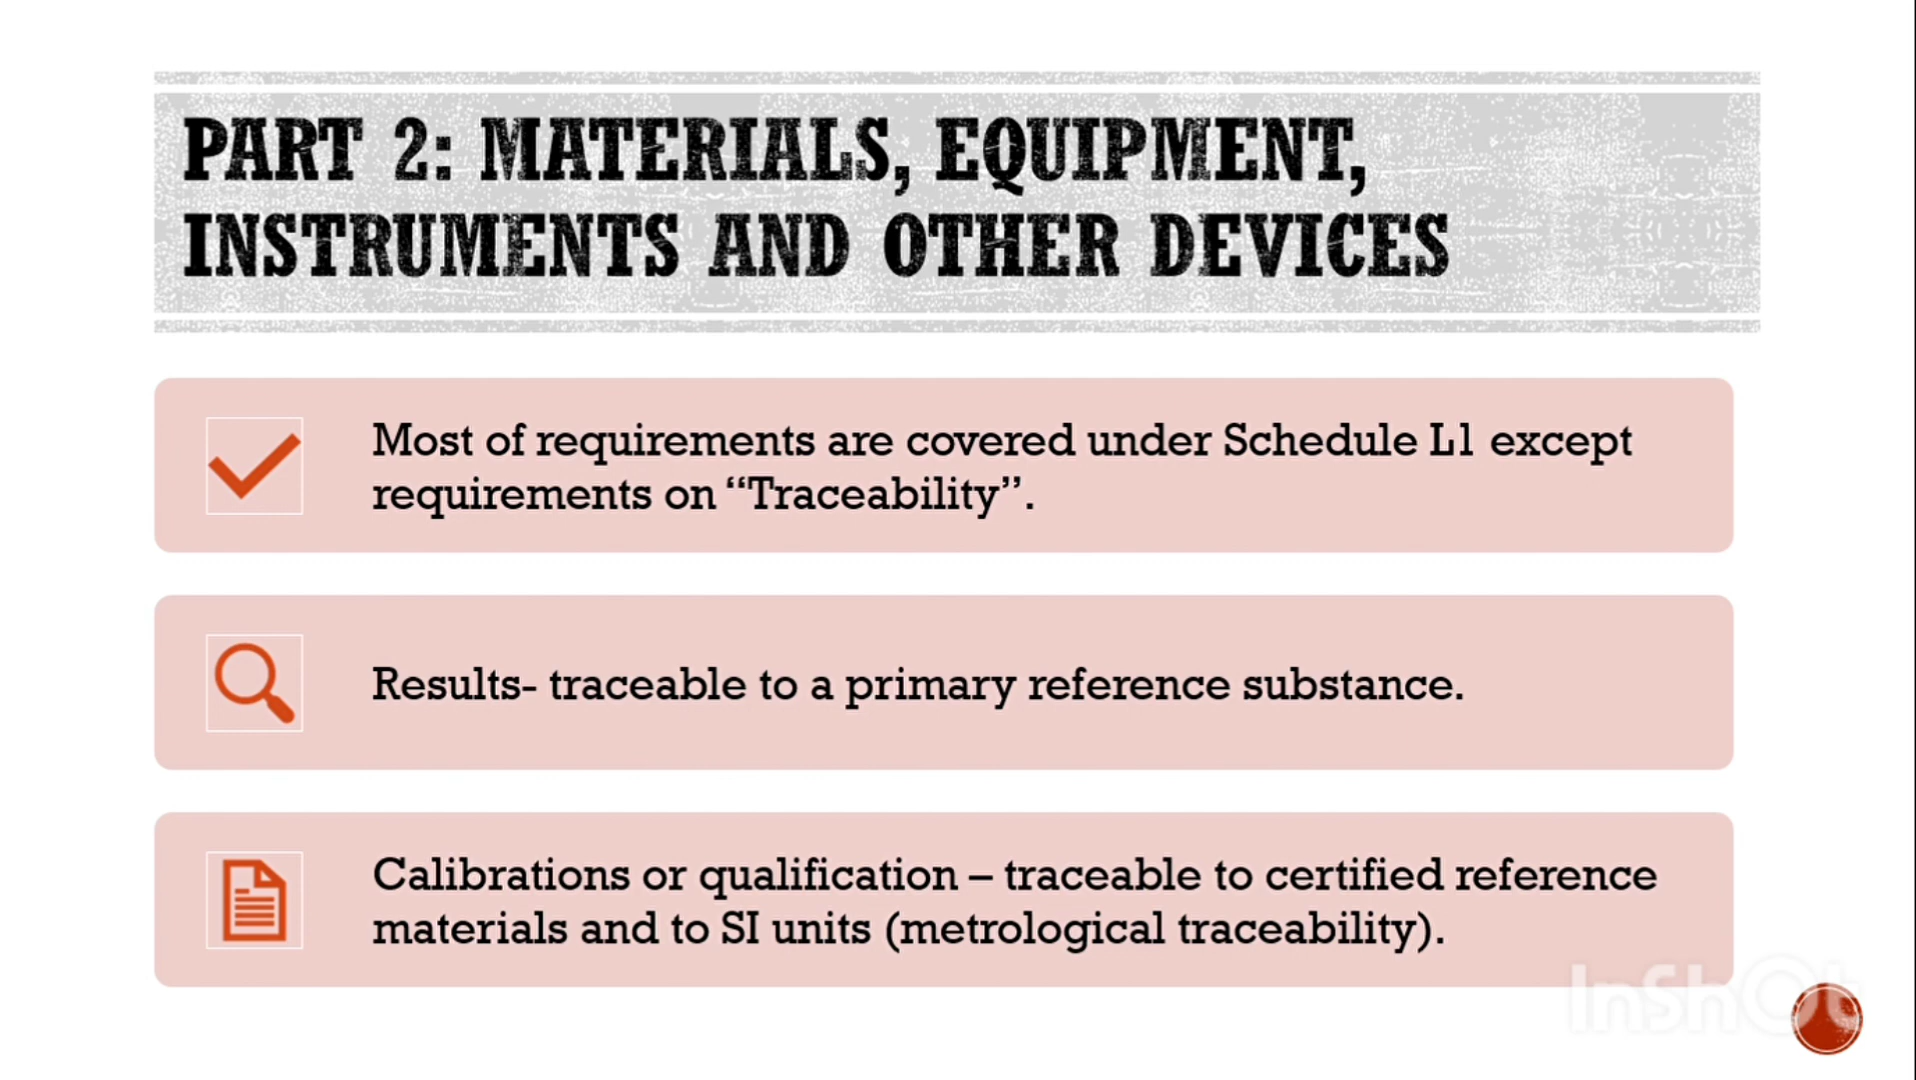 PART 2: MATERIALS, EQUIPMENT,
INSTRUMENTS AND OTHER DEVICES
Most of requirements are covered under Schedule L1 except
requirements on “Traceability”.
Results- traceable to a primary reference substance.
Calibrations or qualification – traceable to certified reference
materials and to SI units (metrological traceability).
InShOt